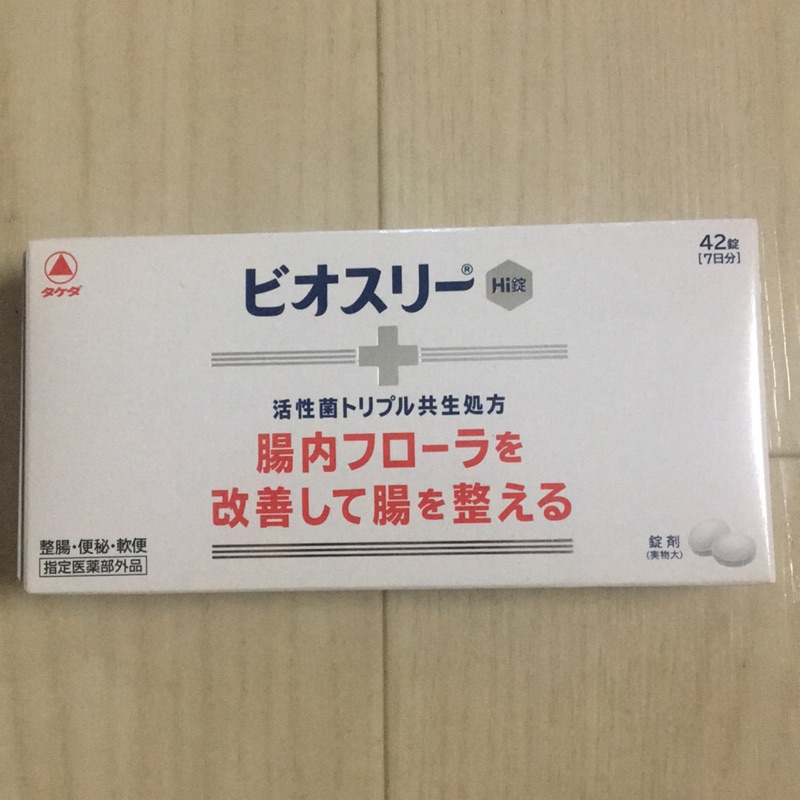 タケダ
ビオスリー® Hi錠
42錠
[7日分]
活性菌トリプル共生処方
腸内フローラを
改善して腸を整える
整腸・便秘・軟便
指定医薬部外品
錠剤
(実物大)